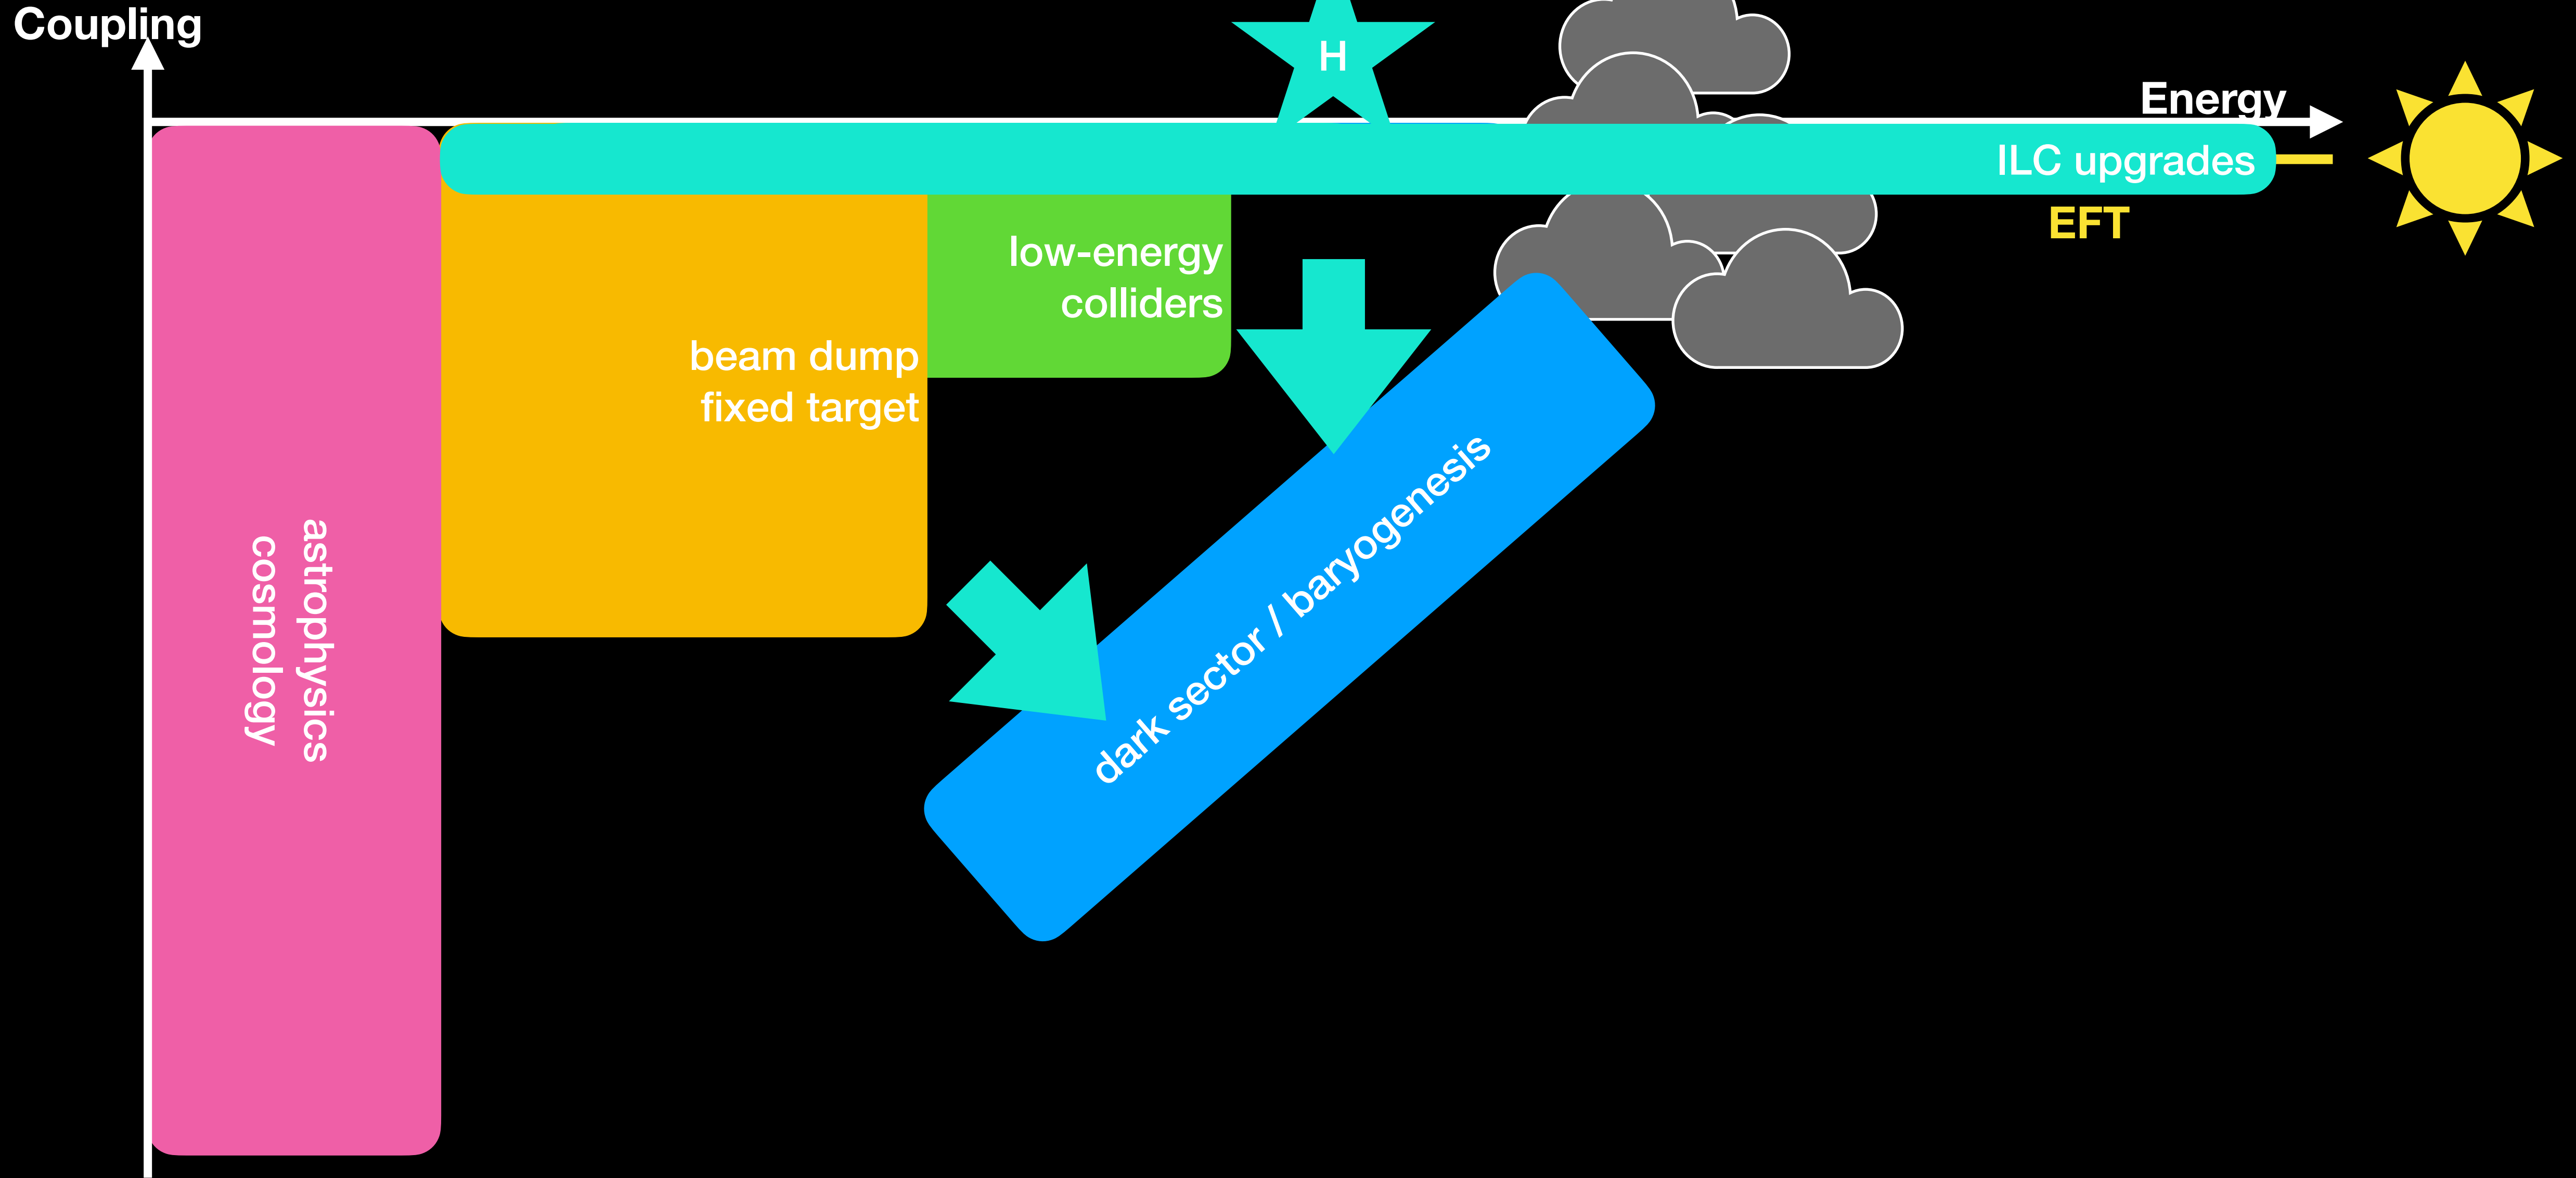 Coupling
H
Energy
ILC upgrades
EFT
low-energy
colliders
beam dump
fixed target
astrophysics
cosmology
dark sector / baryogenesis